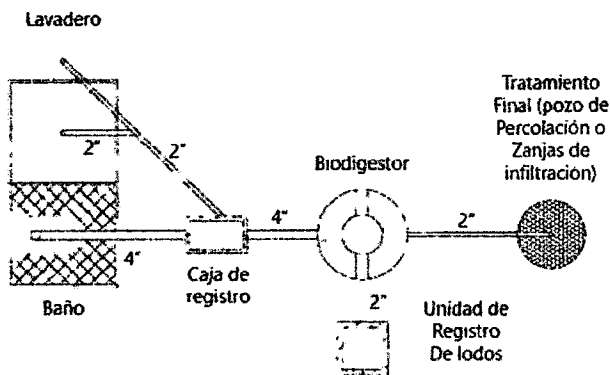 Lavadero
2"
2"
4"
Baño
Caja de
registro
4"
Biodigestor
2"
2"
Unidad de
Registro
De lodos
Tratamiento
Final (pozo de
Percolación o
Zanjas de
infiltración)